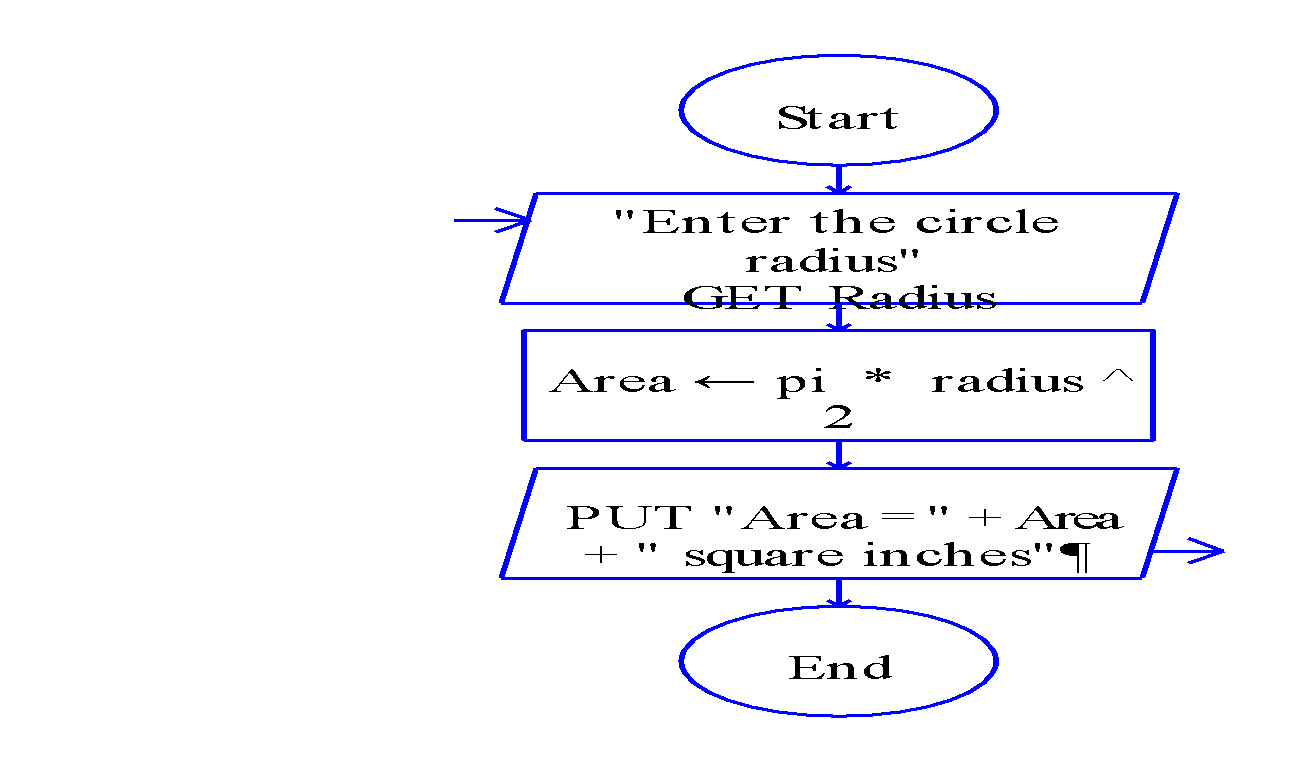 Start
"Enter the circle
radius"
GET Radius
Area ← pi * radius ^
2
PUT "Area = " + Area
+ " square inches"¶
End